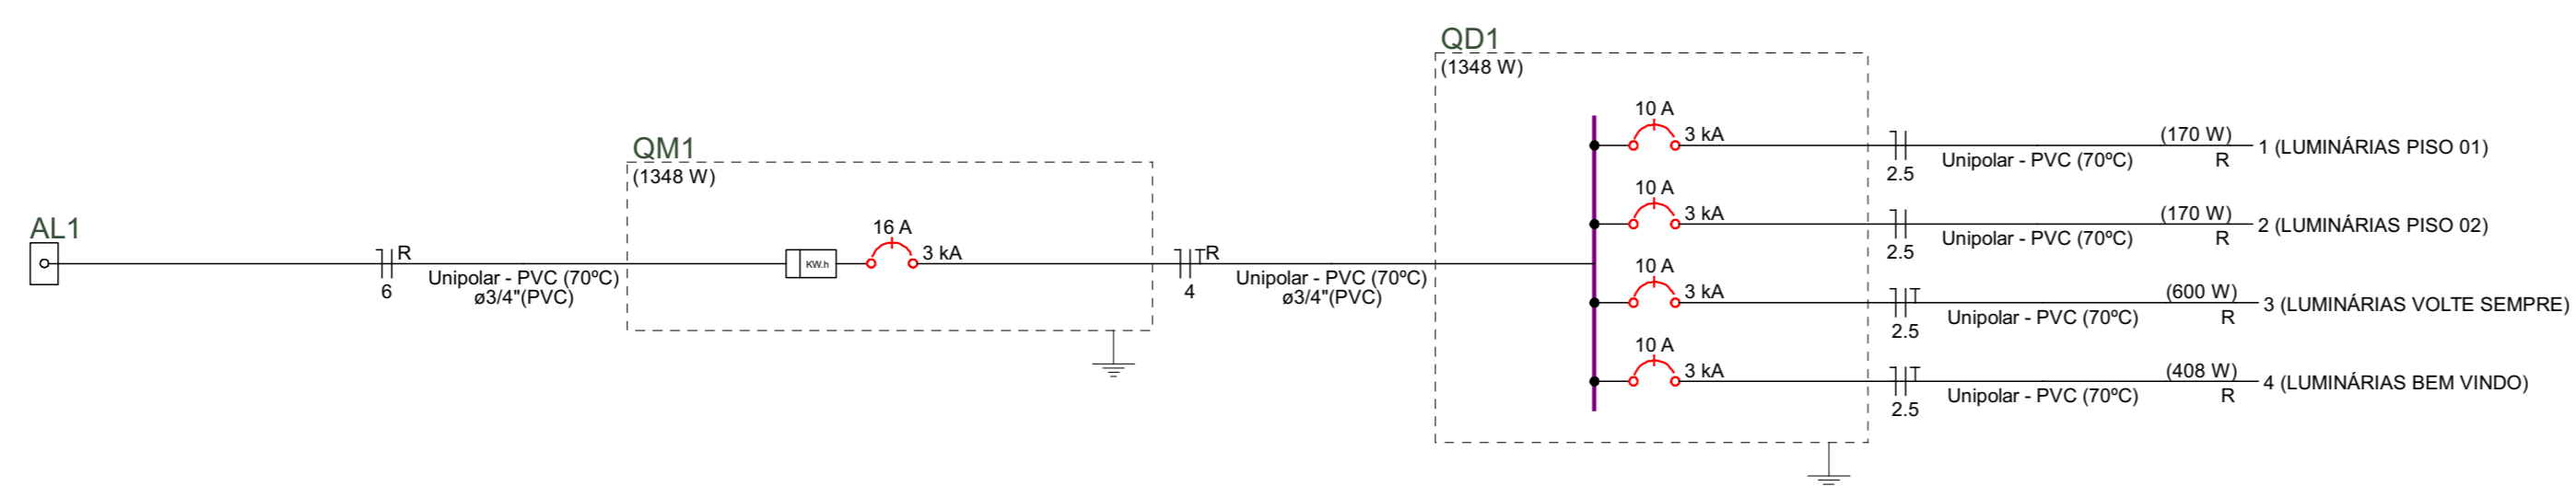 AL1
R
6
Unipolar - PVC (70ºC)
ø3/4"(PVC)
QM1
(1348 W)
KW.h
16 A
3 kA
TR
4
Unipolar - PVC (70ºC)
ø3/4"(PVC)
QD1
(1348 W)
10 A
3 kA
2.5
Unipolar - PVC (70ºC)
(170 W)
R
1 (LUMINÁRIAS PISO 01)
10 A
3 kA
2.5
Unipolar - PVC (70ºC)
(170 W)
R
2 (LUMINÁRIAS PISO 02)
10 A
3 kA
T
2.5
Unipolar - PVC (70ºC)
(600 W)
R
3 (LUMINÁRIAS VOLTE SEMPRE)
10 A
3 kA
T
2.5
Unipolar - PVC (70ºC)
(408 W)
R
4 (LUMINÁRIAS BEM VINDO)